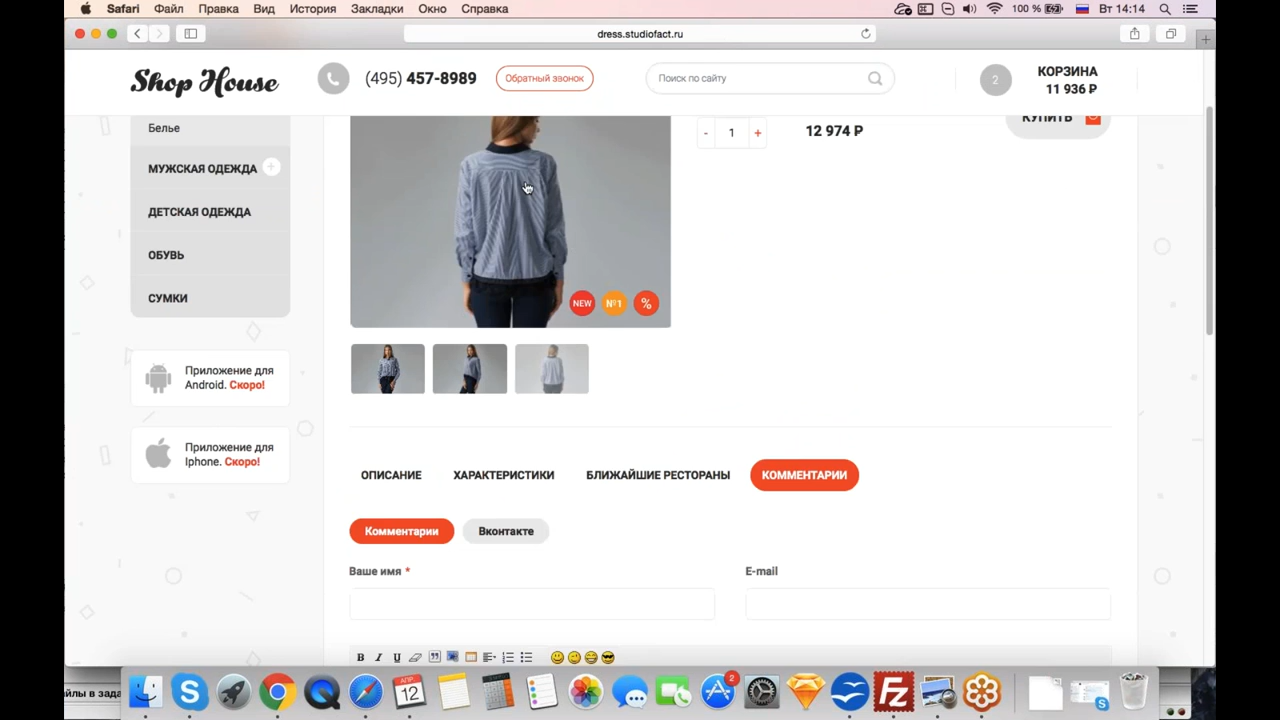 Safari Файл Правка Вид История Закладки Окно Справка 100 % Вт 14:14
dress.studiofact.ru
Shop House
(495) 457-8989
Обратный звонок
Поиск по сайту
2
КОРЗИНА
11 936 Р
Белье
МУЖСКАЯ ОДЕЖДА
ДЕТСКАЯ ОДЕЖДА
ОБУВЬ
СУМКИ
Приложение для
Android. Скоро!
Приложение для
Iphone. Скоро!
- 1 +
12 974 Р
КУПИТЬ
NEW №1 %
ОПИСАНИЕ ХАРАКТЕРИСТИКИ БЛИЖАЙШИЕ РЕСТОРАНЫ КОММЕНТАРИИ
Комментарии Вконтакте
Ваше имя *
E-mail
B I U
АПР.
12
2
Fz